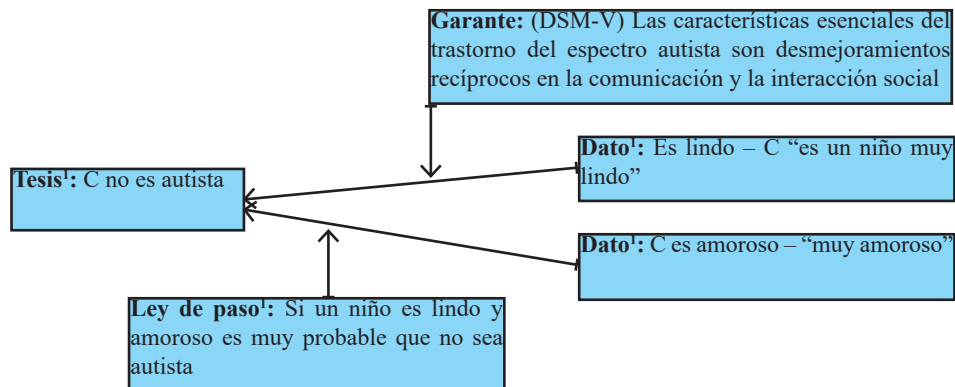 Garante: (DSM-V) Las características esenciales del
trastorno del espectro autista son desmejoramientos
recíprocos en la comunicación y la interacción social
Dato¹: Es lindo – C “es un niño muy
lindo”
Tesis¹: C no es autista
Dato¹: C es amoroso – “muy amoroso”
Ley de paso¹: Si un niño es lindo y
amoroso es muy probable que no sea
autista